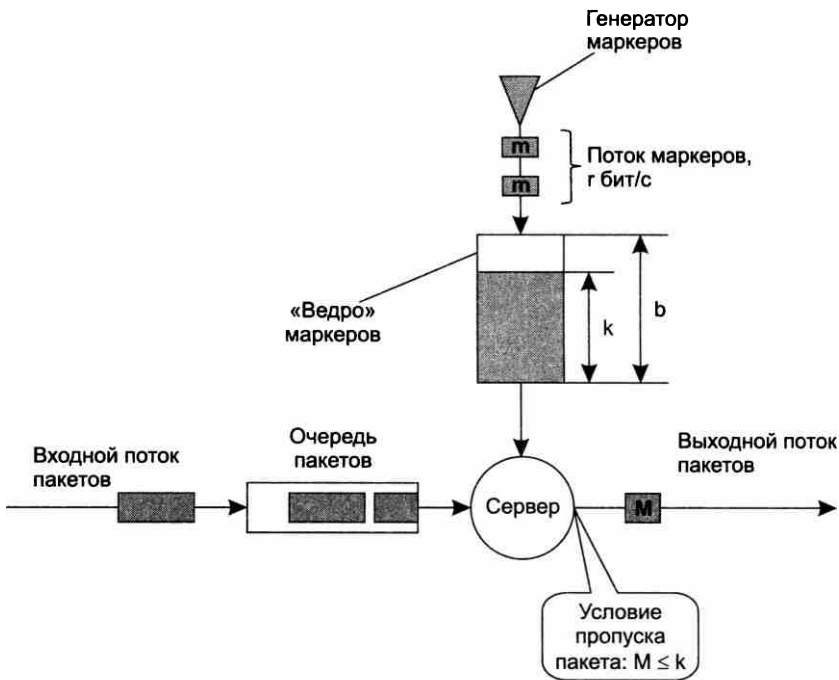 Генератор
маркеров
m
m
Поток маркеров,
r бит/с
«Ведро»
маркеров
k
b
Входной поток
пакетов
Очередь
пакетов
Сервер
M
Выходной поток
пакетов
Условие
пропуска
пакета: M ≤ k